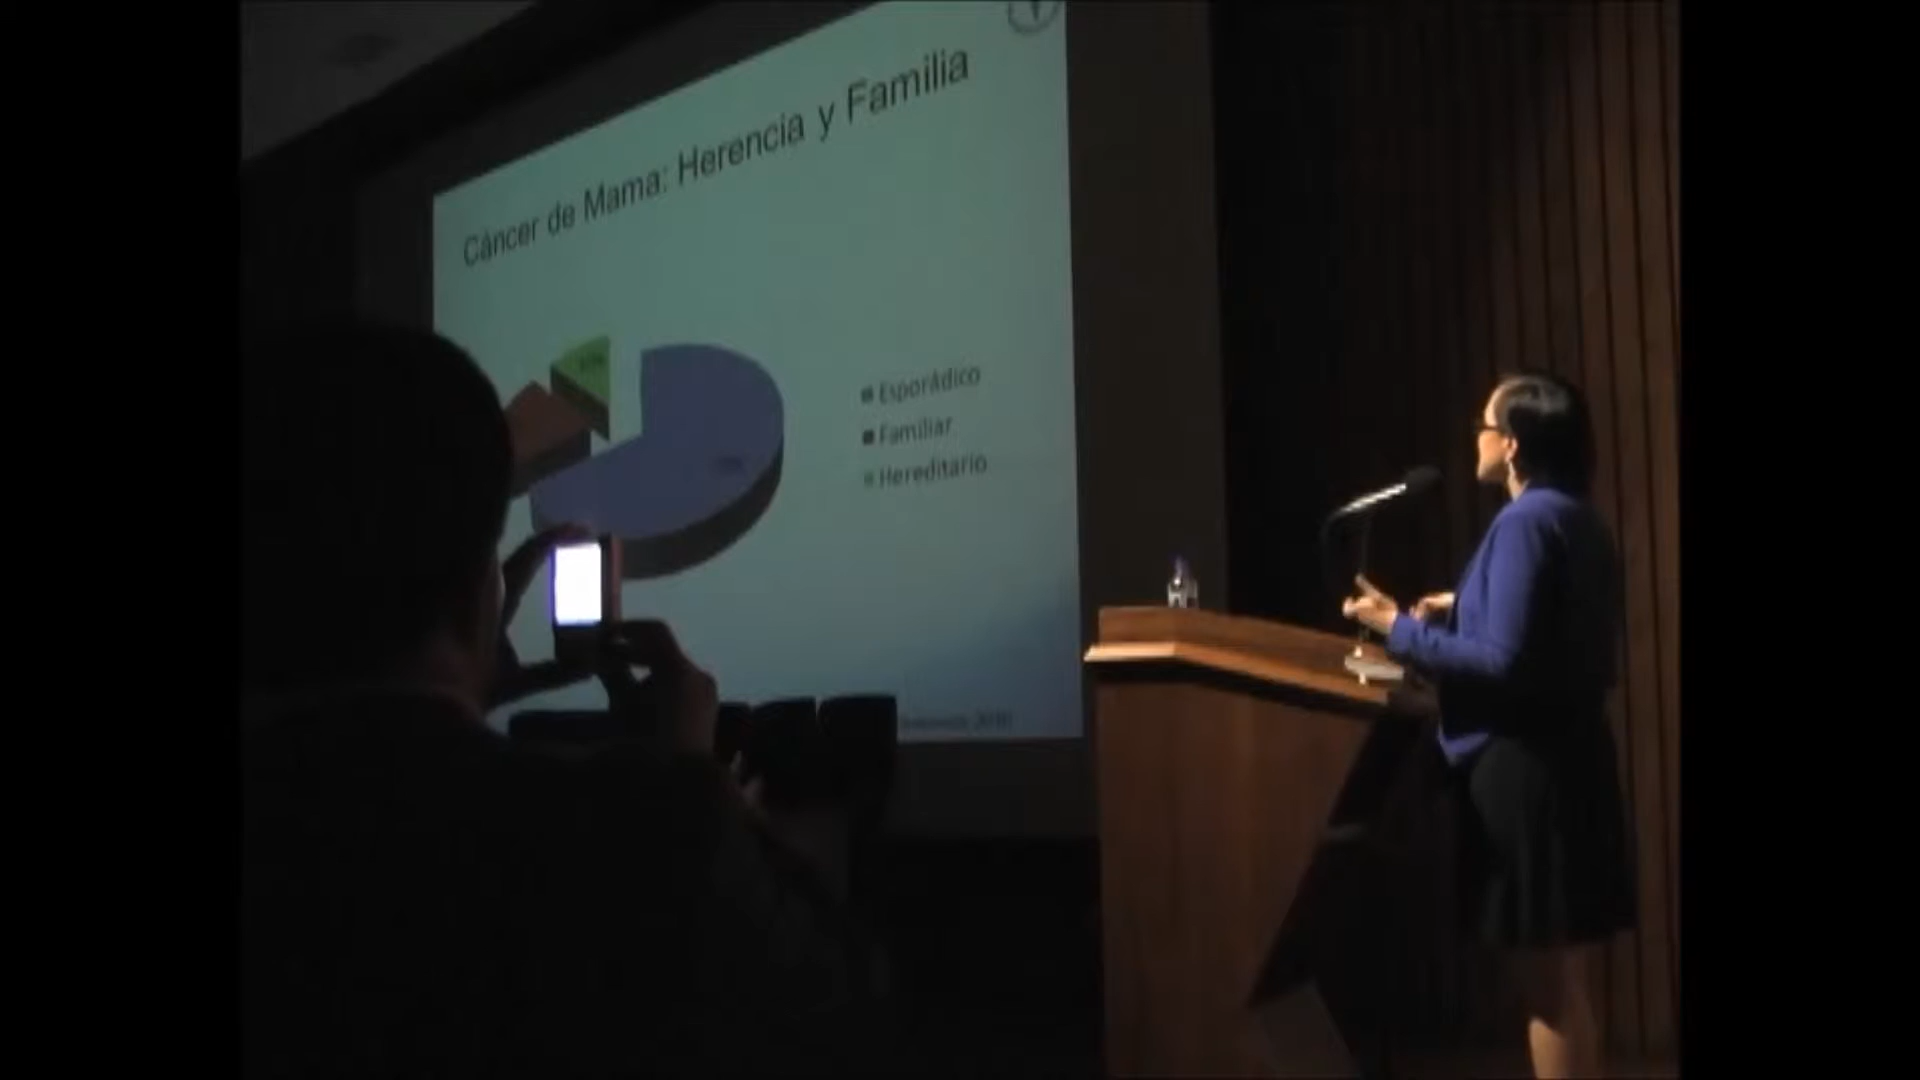 Cáncer de Mama: Herencia y Familia
Esporádico
Familiar
Hereditario